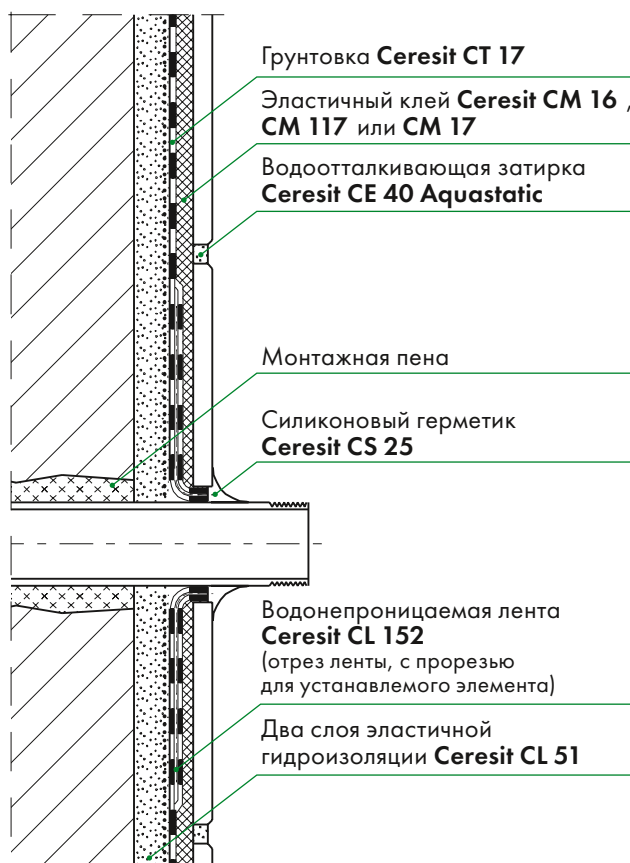 Грунтовка Ceresit CT 17
Эластичный клей Ceresit CM 16 ,
CM 117 или CM 17
Водоотталкивающая затирка
Ceresit CE 40 Aquastatic
Монтажная пена
Силиконовый герметик
Ceresit CS 25
Водонепроницаемая лента
Ceresit CL 152
(отрез ленты, с прорезью
для устанавлемого элемента)
Два слоя эластичной
гидроизоляции Ceresit CL 51